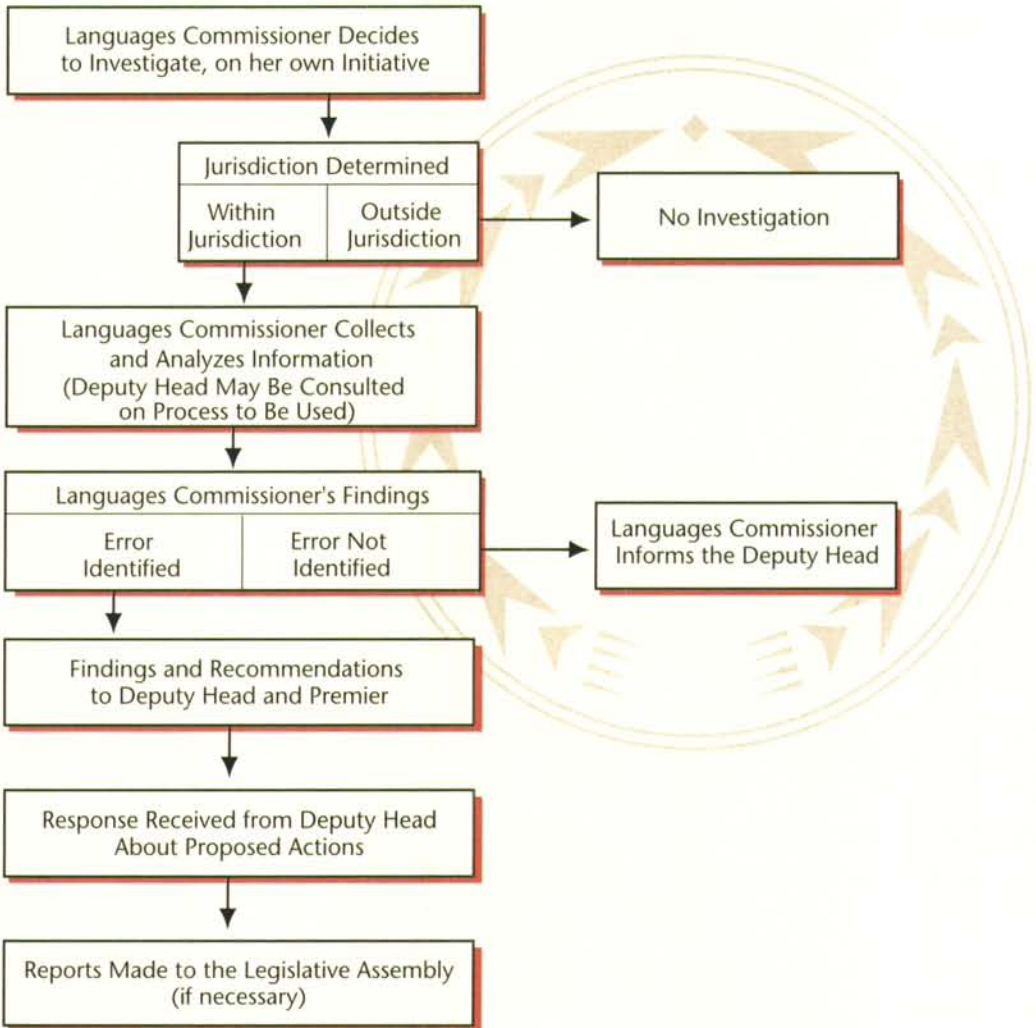 Languages Commissioner Decides
to Investigate, on her own Initiative
Jurisdiction Determined
Within
Jurisdiction
Outside
Jurisdiction
No Investigation
Languages Commissioner Collects
and Analyzes Information
(Deputy Head May Be Consulted
on Process to Be Used)
Languages Commissioner's Findings
Error
Identified
Error Not
Identified
Languages Commissioner
Informs the Deputy Head
Findings and Recommendations
to Deputy Head and Premier
Response Received from Deputy Head
About Proposed Actions
Reports Made to the Legislative Assembly
(if necessary)